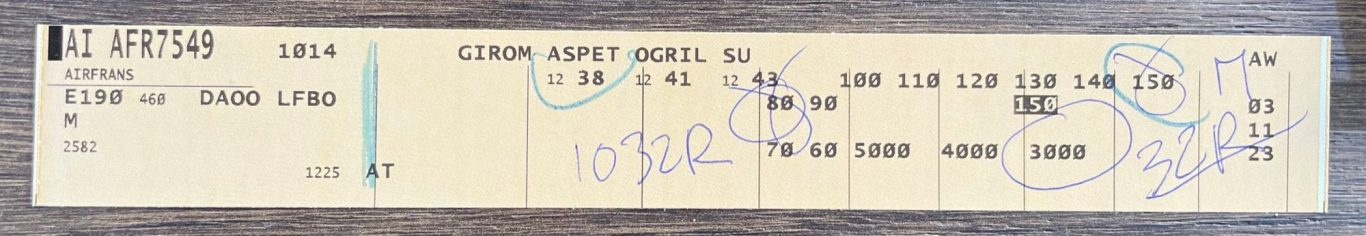 AI AFR7549 1014 GIROM ASPET OGRIL SU AW
AIRFRANS 12 38 12 41 12 43 100 110 120 130 140 150 M
E190 460 DAOO LFBO 80 90 150 03
M 11
2582 1032R 70 60 5000 4000 3000 32R 23
1225 AT